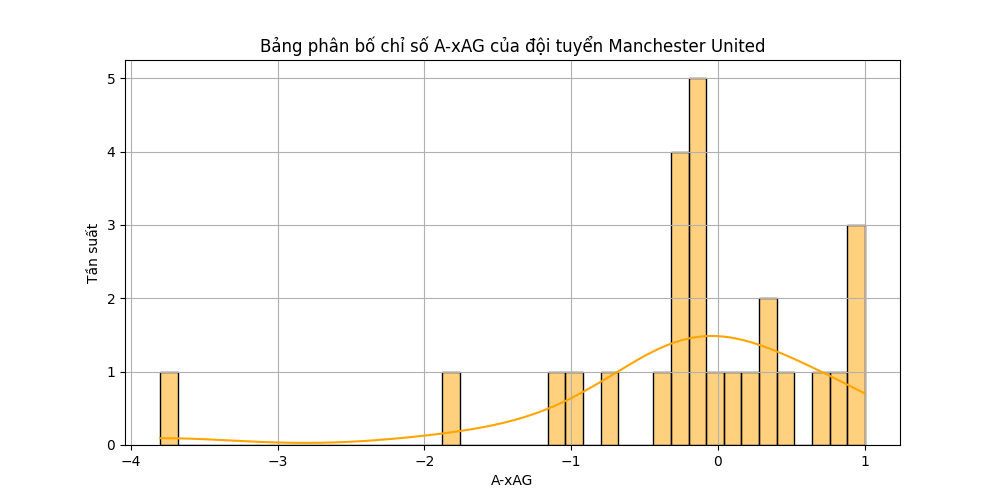 Bảng phân bố chỉ số A-xAG của đội tuyển Manchester United
5
4
3
2
1
0
Tần suất
−4 −3 −2 −1 0 1
A-xAG